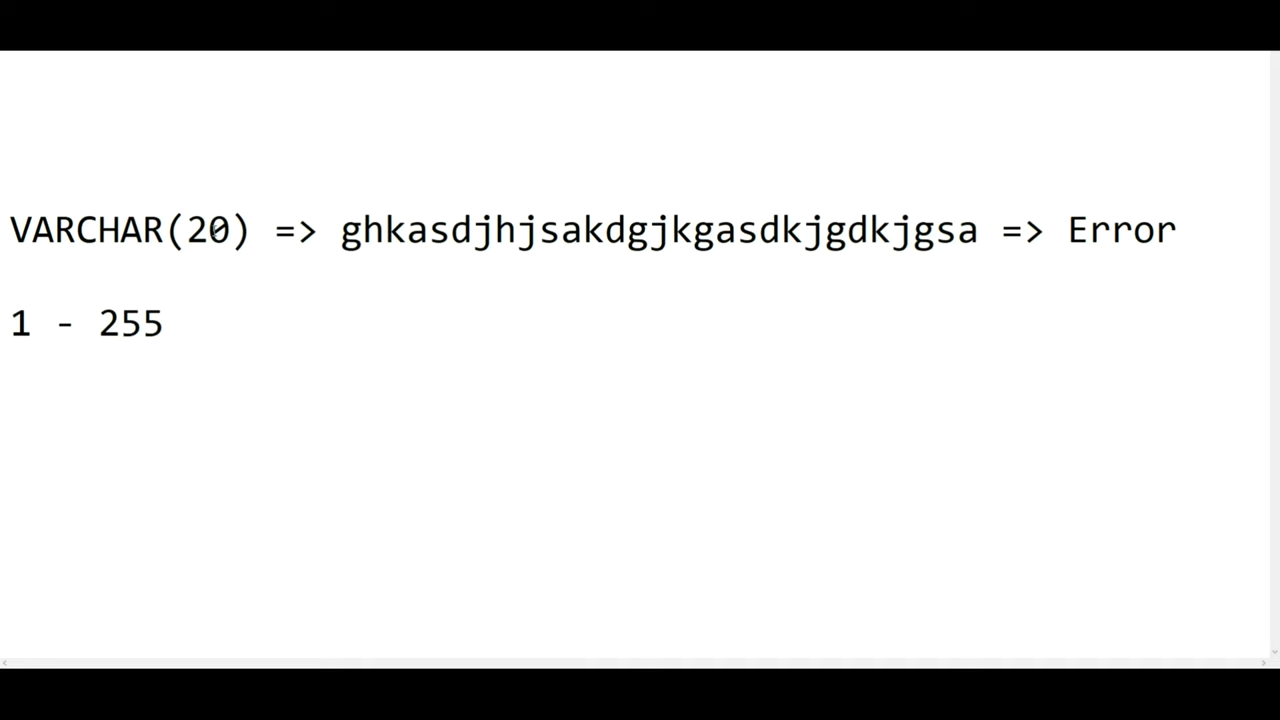 VARCHAR(20) => ghkasdjhjsakdgjkgasdkjgdkjgsa => Error
1 - 255